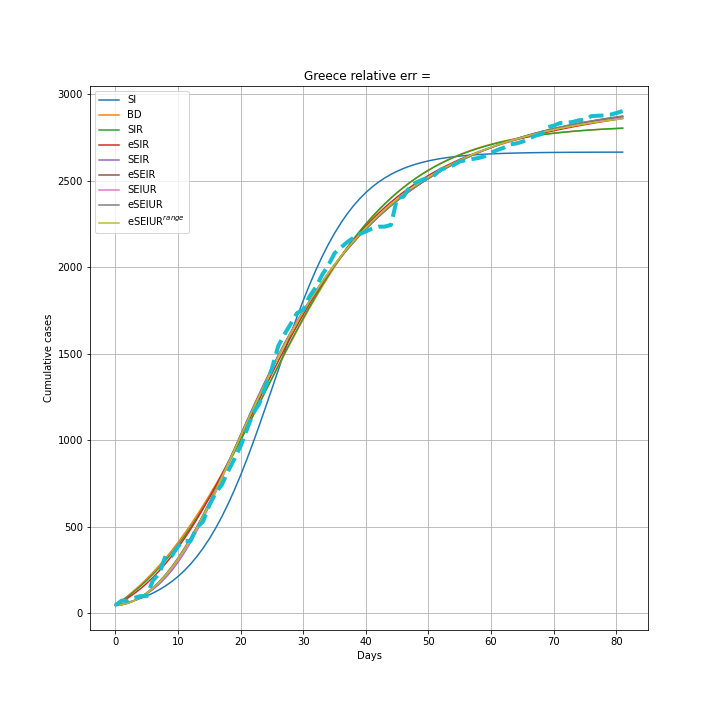 Greece relative err =
3000
2500
2000
1500
1000
500
0
Cumulative cases
SI
BD
SIR
eSIR
SEIR
eSEIR
SEIUR
eSEIUR
eSEIUR^range
0 10 20 30 40 50 60 70 80
Days